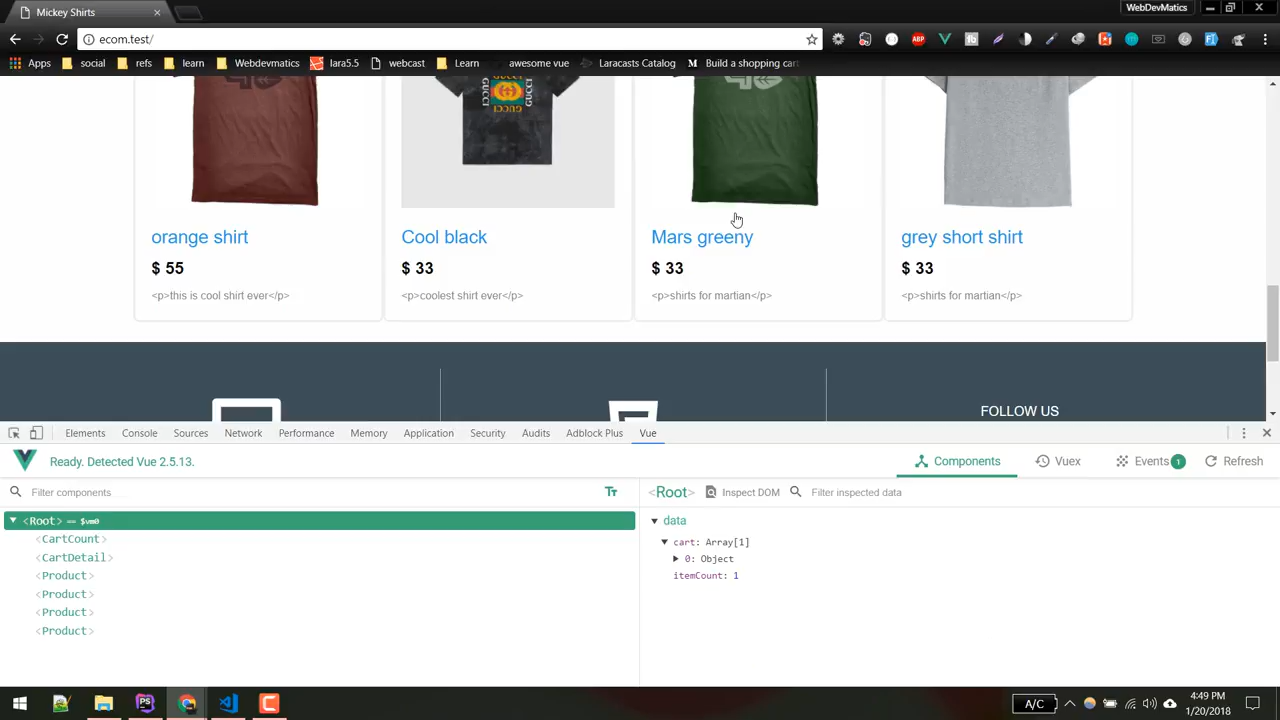 Mickey Shirts
WebDevMatics
ecom.test/
Apps social refs learn Webdevmatics lara5.5 webcast Learn awesome vue Laracasts Catalog M Build a shopping cart
GUCCI GUCCI
GUCCI
orange shirt Cool black Mars greeny grey short shirt
$ 55 $ 33 $ 33 $ 33
<p>this is cool shirt ever</p> <p>coolest shirt ever</p> <p>shirts for martian</p> <p>shirts for martian</p>
FOLLOW US
Elements Console Sources Network Performance Memory Application Security Audits Adblock Plus Vue
Ready. Detected Vue 2.5.13. Components Vuex Events 1 Refresh
Filter components Tт <Root> Inspect DOM Filter inspected data
<Root> == $vm0
<CartCount>
<CartDetail>
<Product>
<Product>
<Product>
<Product>
data
cart: Array[1]
0: Object
itemCount: 1
A/C
4:49 PM
1/20/2018